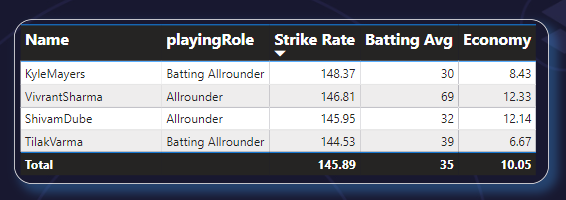 Name playingRole Strike Rate Batting Avg Economy
KyleMayers Batting Allrounder 148.37 30 8.43
VivrantSharma Allrounder 146.81 69 12.33
ShivamDube Allrounder 145.95 32 12.14
TilakVarma Batting Allrounder 144.53 39 6.67
Total 145.89 35 10.05